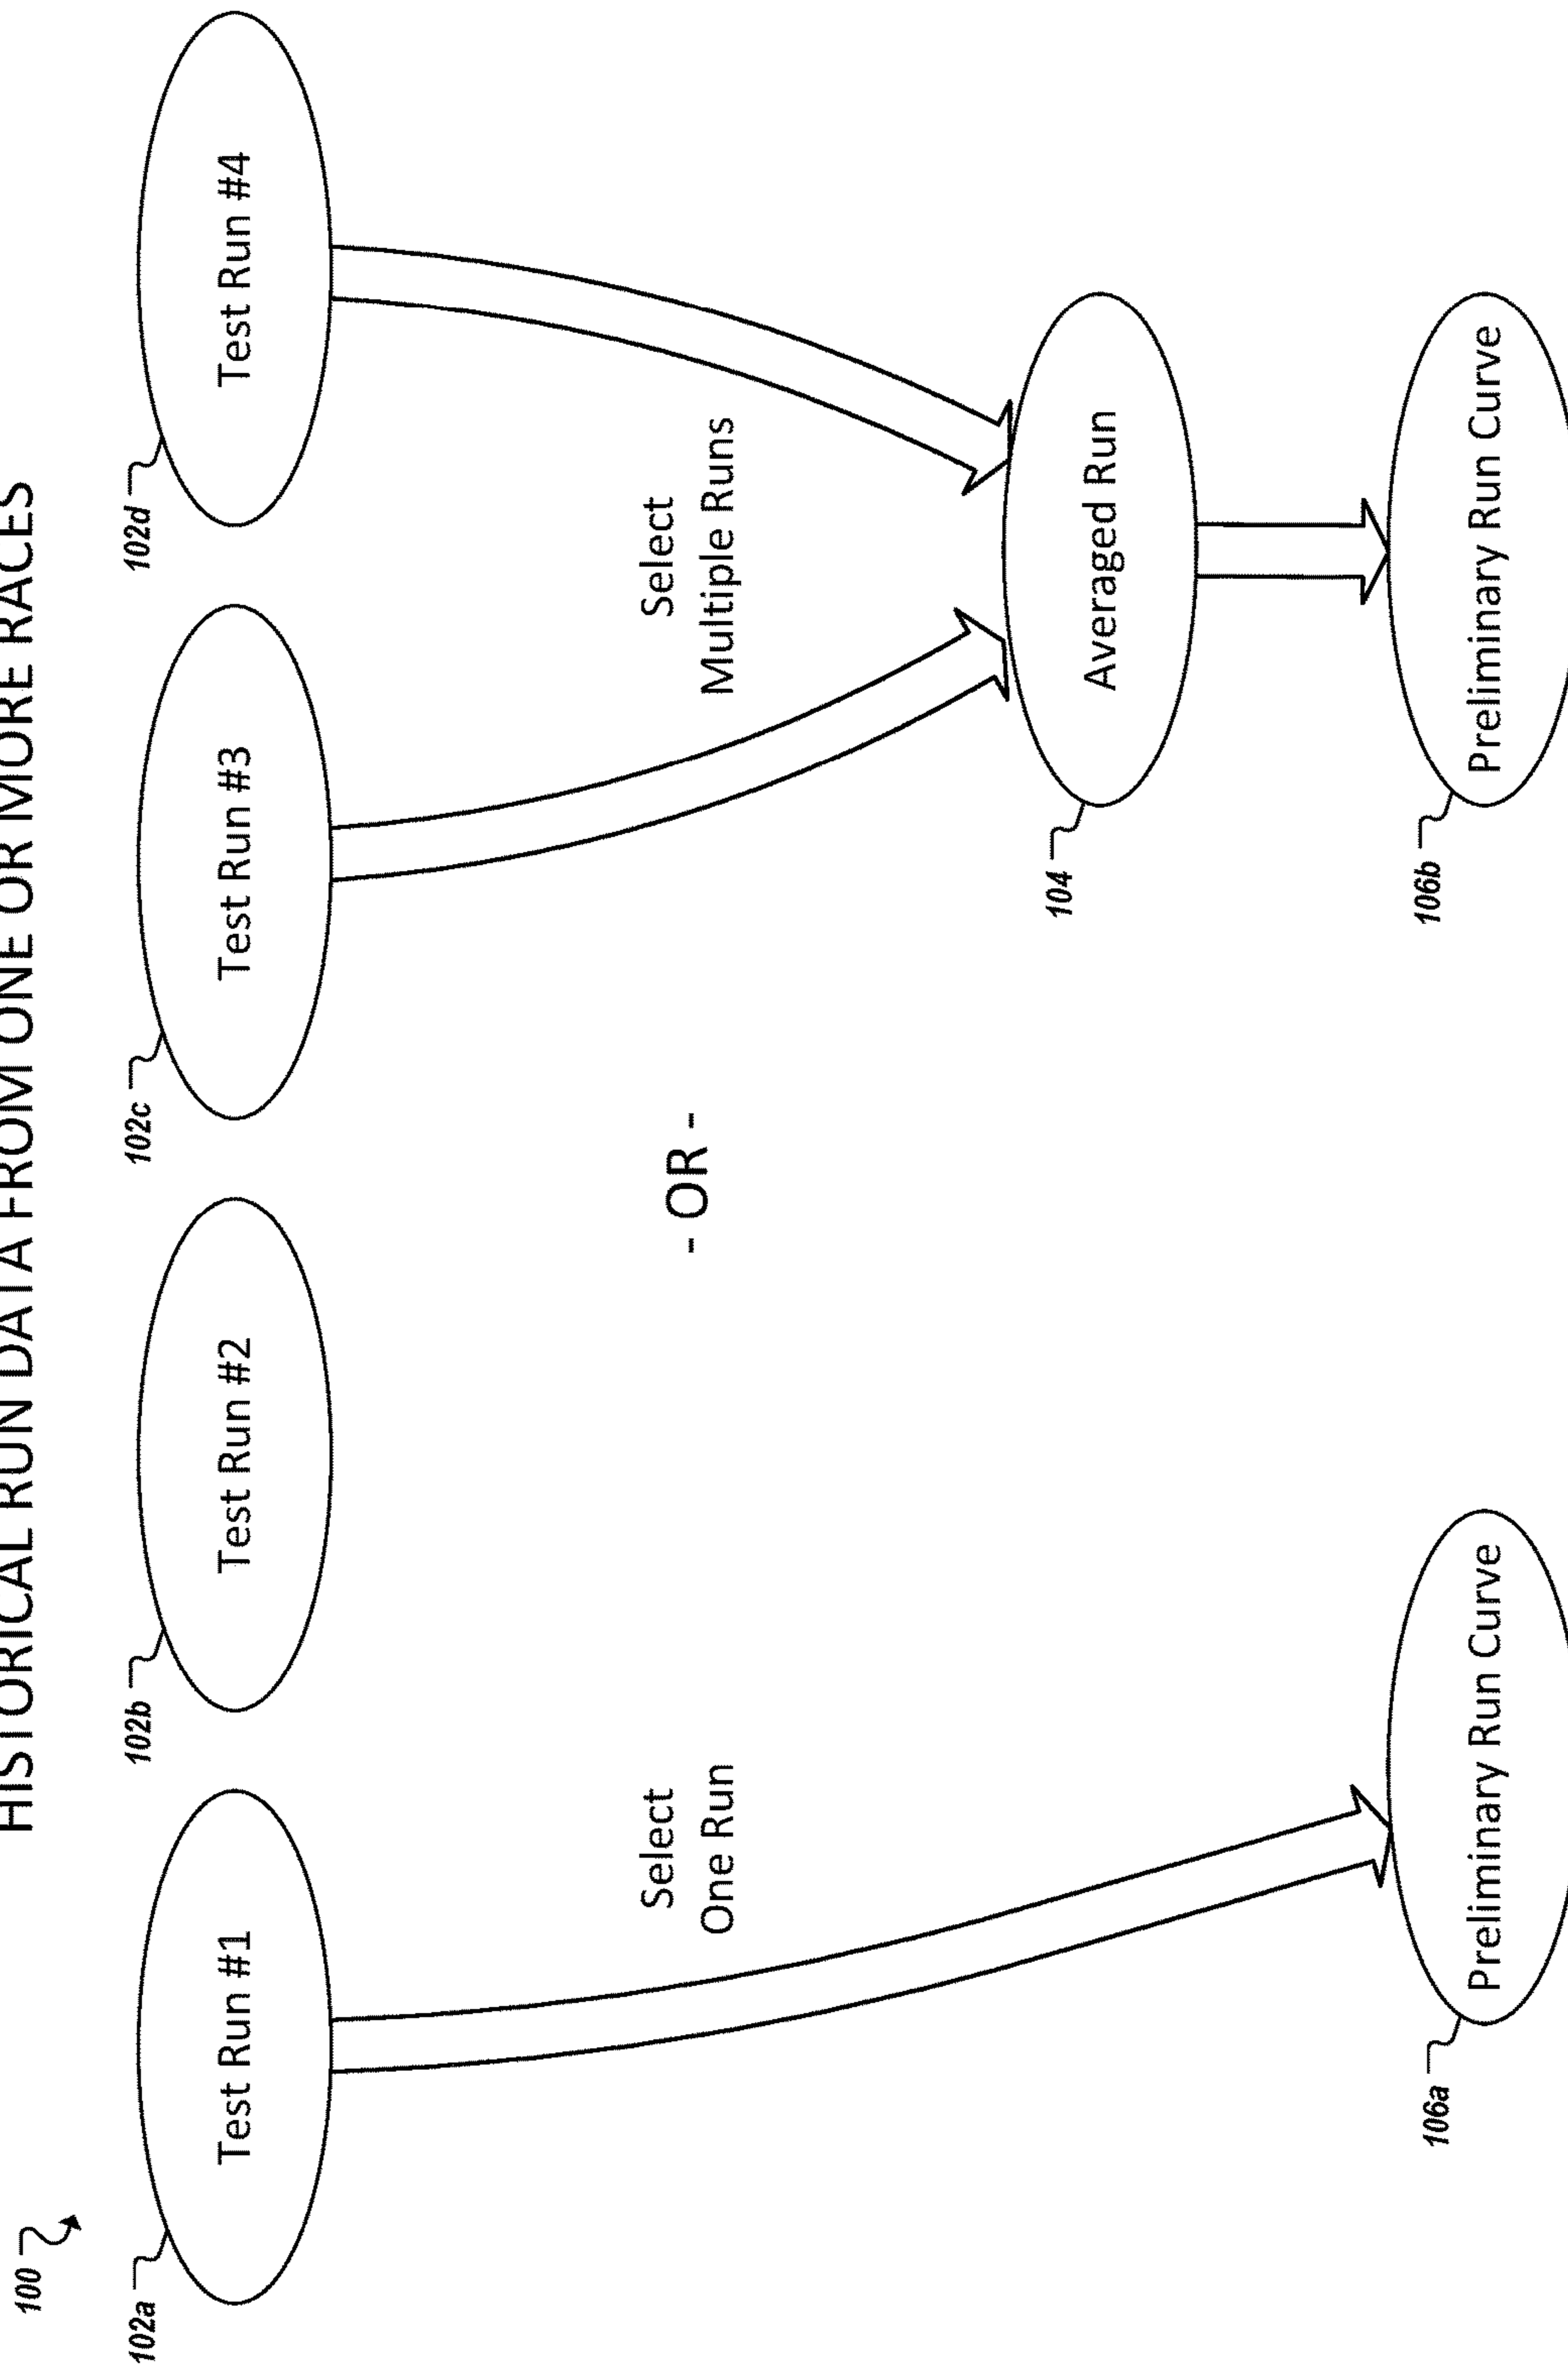 HISTORICAL RUN DATA FROM ONE OR MORE RACES
100
102a
102b
102c
102d
Test Run #1
Test Run #2
Test Run #3
Test Run #4
Select
One Run
- OR -
Select
Multiple Runs
104
Averaged Run
106a
Preliminary Run Curve
106b
Preliminary Run Curve